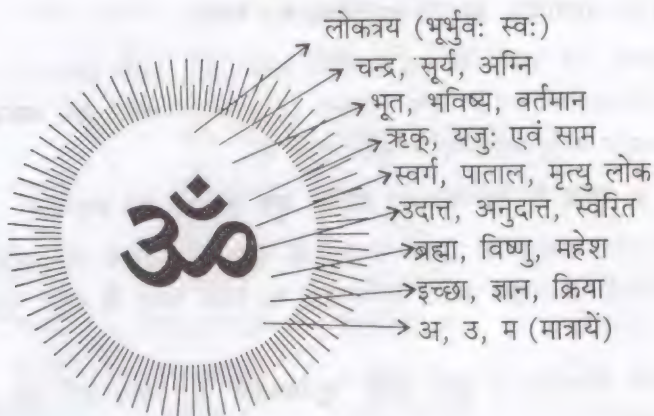 लोकत्रय (भूर्भुवः स्वः)
चन्द्र, सूर्य, अग्नि
भूत, भविष्य, वर्तमान
ऋक्, यजुः एवं साम
स्वर्ग, पाताल, मृत्यु लोक
उदात्त, अनुदात्त, स्वरित
ब्रह्मा, विष्णु, महेश
इच्छा, ज्ञान, क्रिया
अ, उ, म (मात्रायें)
ॐ